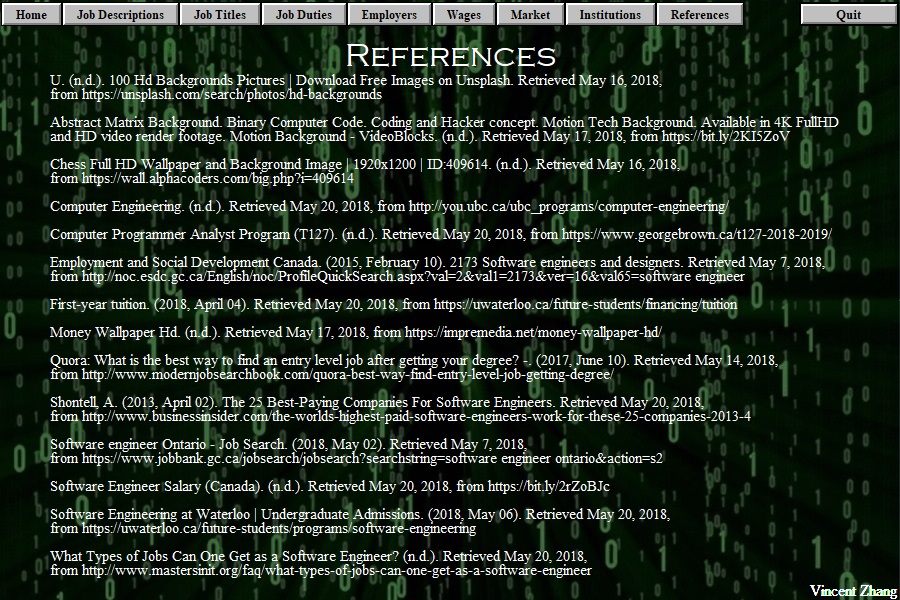 Home Job Descriptions Job Titles Job Duties Employers Wages Market Institutions References Quit
References
U. (n.d.). 100 Hd Backgrounds Pictures | Download Free Images on Unsplash. Retrieved May 16, 2018,
from https://unsplash.com/search/photos/hd-backgrounds
Abstract Matrix Background. Binary Computer Code. Coding and Hacker concept. Motion Tech Background. Available in 4K FullHD
and HD video render footage. Motion Background - VideoBlocks. (n.d.). Retrieved May 17, 2018, from https://bit.ly/2KI5ZoV
Chess Full HD Wallpaper and Background Image | 1920x1200 | ID:409614. (n.d.). Retrieved May 16, 2018,
from https://wall.alphacoders.com/big.php?i=409614
Computer Engineering. (n.d.). Retrieved May 20, 2018, from http://you.ubc.ca/ubc_programs/computer-engineering/
Computer Programmer Analyst Program (T127). (n.d.). Retrieved May 20, 2018, from https://www.georgebrown.ca/t127-2018-2019/
Employment and Social Development Canada. (2015, February 10). 2173 Software engineers and designers. Retrieved May 7, 2018,
from http://noc.esdc.gc.ca/English/noc/ProfileQuickSearch.aspx?val=2&val1=2173&ver=16&val65=software engineer
First-year tuition. (2018, April 04). Retrieved May 20, 2018, from https://uwaterloo.ca/future-students/financing/tuition
Money Wallpaper Hd. (n.d.). Retrieved May 17, 2018, from https://impremedia.net/money-wallpaper-hd/
Quora: What is the best way to find an entry level job after getting your degree? -. (2017, June 10). Retrieved May 14, 2018,
from http://www.modernjobsearchbook.com/quora-best-way-find-entry-level-job-getting-degree/
Shontell, A. (2013, April 02). The 25 Best-Paying Companies For Software Engineers. Retrieved May 20, 2018,
from http://www.businessinsider.com/the-worlds-highest-paid-software-engineers-work-for-these-25-companies-2013-4
Software engineer Ontario - Job Search. (2018, May 02). Retrieved May 7, 2018,
from https://www.jobbank.gc.ca/jobsearch/jobsearch?searchstring=software engineer ontario&action=s2
Software Engineer Salary (Canada). (n.d.). Retrieved May 20, 2018, from https://bit.ly/2rZoBJc
Software Engineering at Waterloo | Undergraduate Admissions. (2018, May 06). Retrieved May 20, 2018,
from https://uwaterloo.ca/future-students/programs/software-engineering
What Types of Jobs Can One Get as a Software Engineer? (n.d.). Retrieved May 20, 2018,
from http://www.mastersinit.org/faq/what-types-of-jobs-can-one-get-as-a-software-engineer
Vincent Zhang